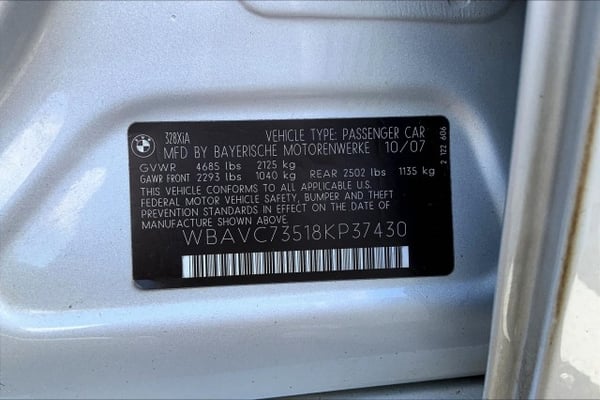 BMW
328XiA VEHICLE TYPE: PASSENGER CAR
MFD BY BAYERISCHE MOTORENWERKE 10/07
GVWR 4685 lbs 2125 kg
GAWR FRONT 2293 lbs 1040 kg REAR 2502 lbs 1135 kg
THIS VEHICLE CONFORMS TO ALL APPLICABLE
FEDERAL MOTOR VEHICLE SAFETY, BUMPER AND THEFT
PREVENTION STANDARDS IN EFFECT ON THE DATE OF
MANUFACTURE SHOWN ABOVE.
WBAVC73518KP37430
2 122 606